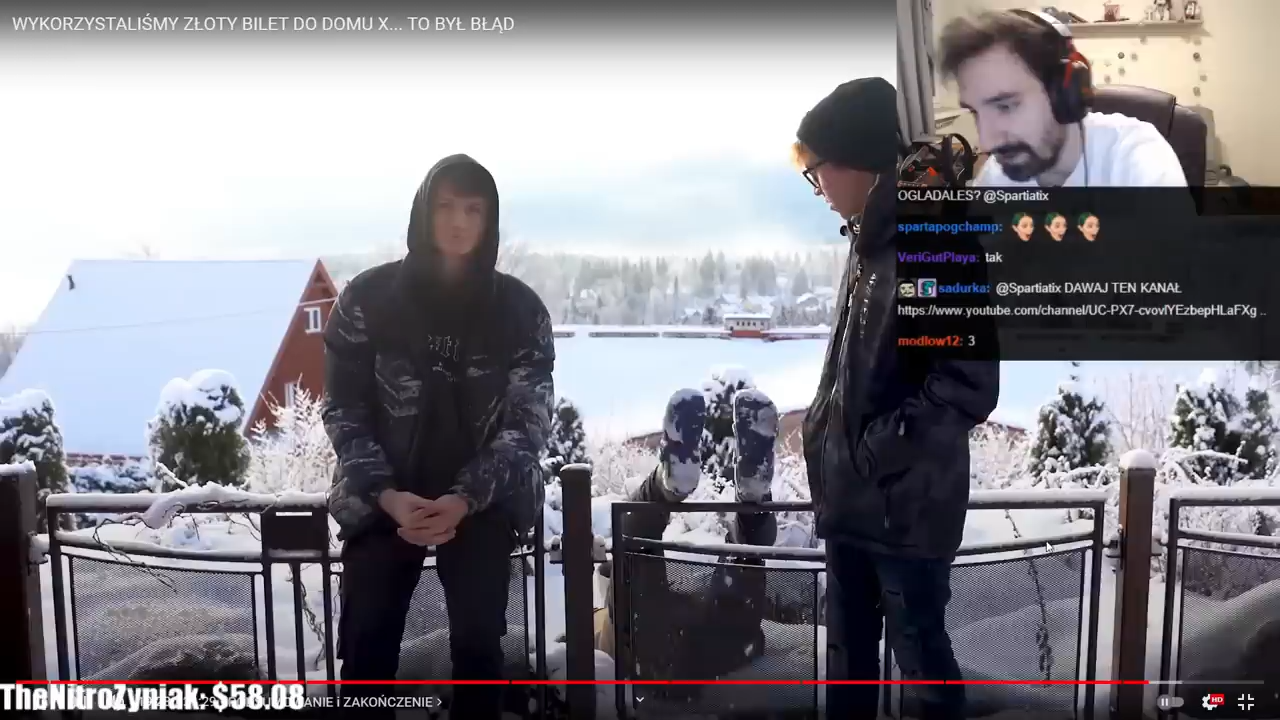 WYKORZYSTALIŚMY ZŁOTY BILET DO DOMU X... TO BYŁ BŁĄD
OGLADALES? @Spartiatix
spartapogchamp:
VeriGutPlaya: tak
sadurka: @Spartiatix DAWAJ TEN KANAŁ
https://www.youtube.com/channel/UC-PX7-cvovlYEzbepHLaFXg ..
modlow12: 3
TheNitroZyniak: $58.08
i ZAKOŃCZENIE >
HD